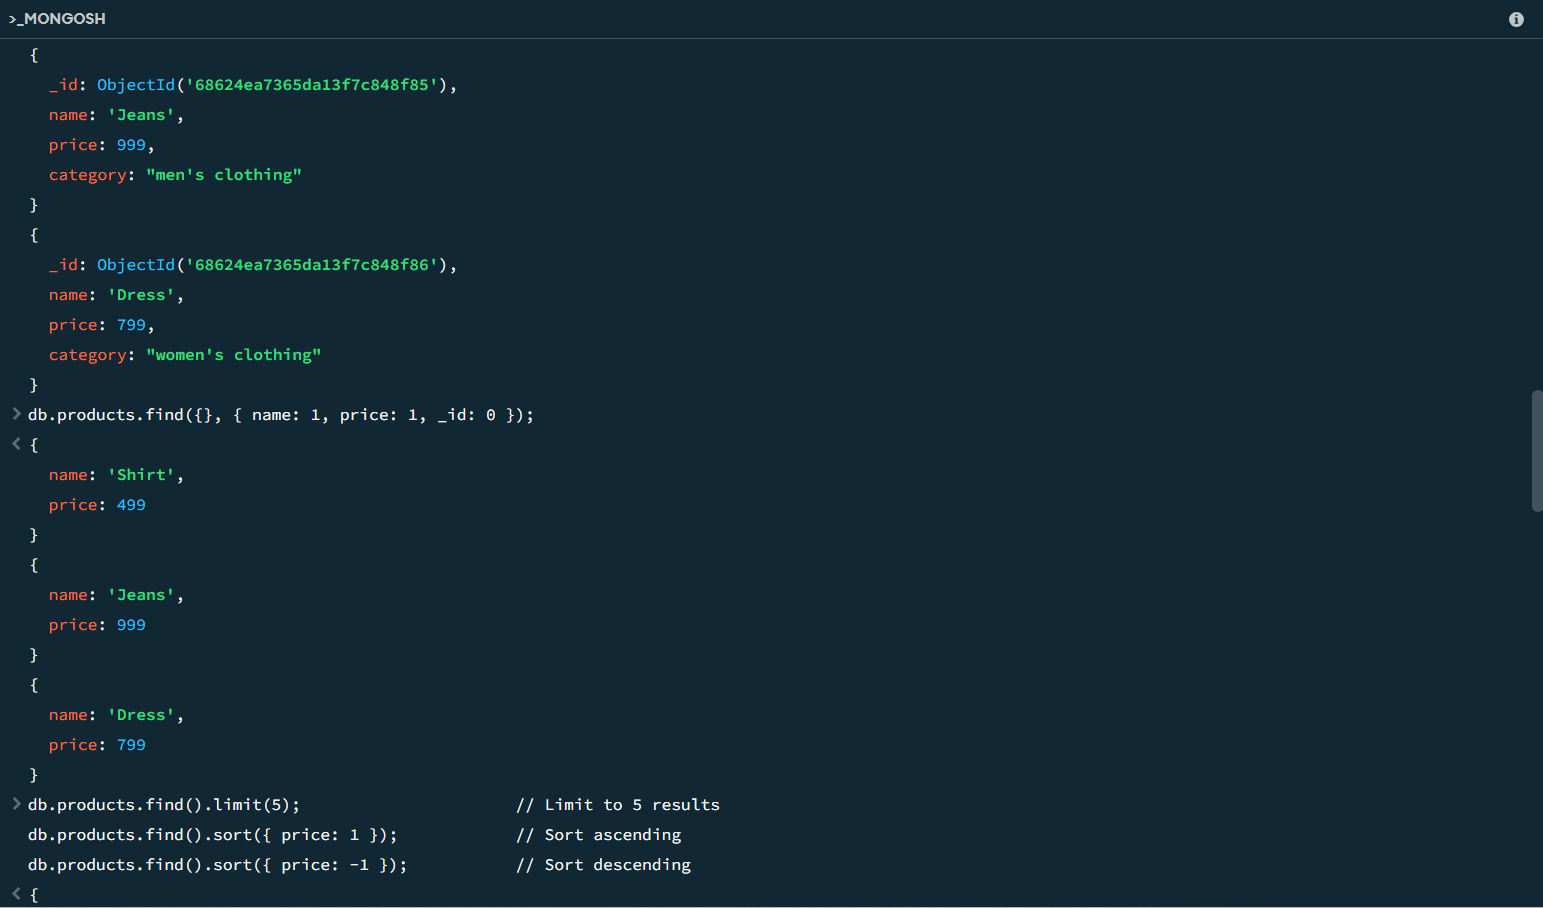 >_MONGOSH
{
_id: ObjectId('68624ea7365da13f7c848f85'),
name: 'Jeans',
price: 999,
category: "men's clothing"
}
{
_id: ObjectId('68624ea7365da13f7c848f86'),
name: 'Dress',
price: 799,
category: "women's clothing"
}
> db.products.find({}, { name: 1, price: 1, _id: 0 });
< {
name: 'Shirt',
price: 499
}
{
name: 'Jeans',
price: 999
}
{
name: 'Dress',
price: 799
}
> db.products.find().limit(5); // Limit to 5 results
db.products.find().sort({ price: 1 }); // Sort ascending
db.products.find().sort({ price: -1 }); // Sort descending
< {